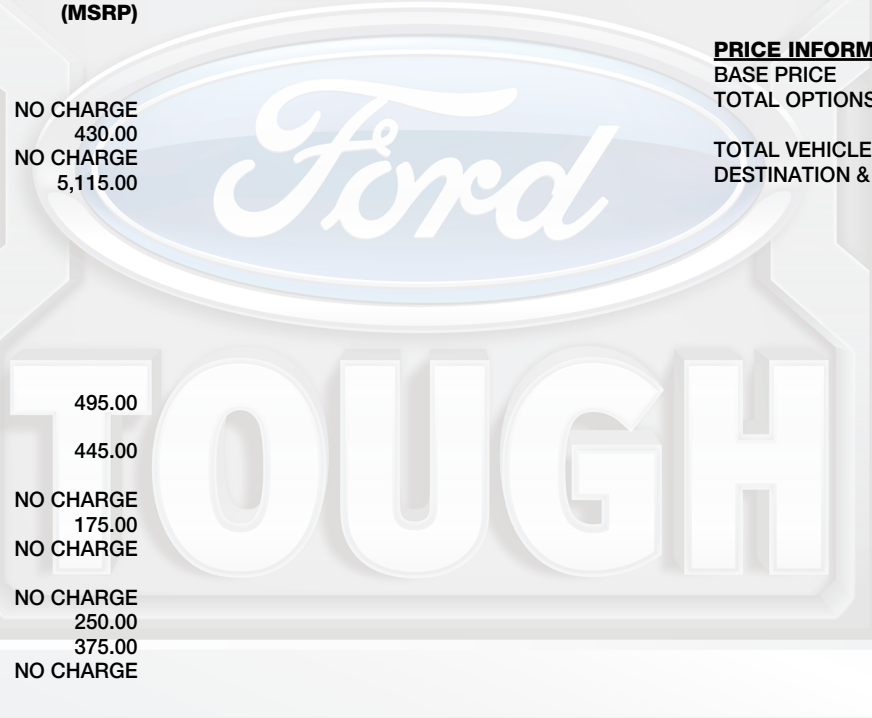 (MSRP)
NO CHARGE
430.00
NO CHARGE
5,115.00
495.00
445.00
NO CHARGE
175.00
NO CHARGE
NO CHARGE
250.00
375.00
NO CHARGE
PRICE INFORM
BASE PRICE
TOTAL OPTIONS
TOTAL VEHICLE
DESTINATION &
Ford
TOUGH